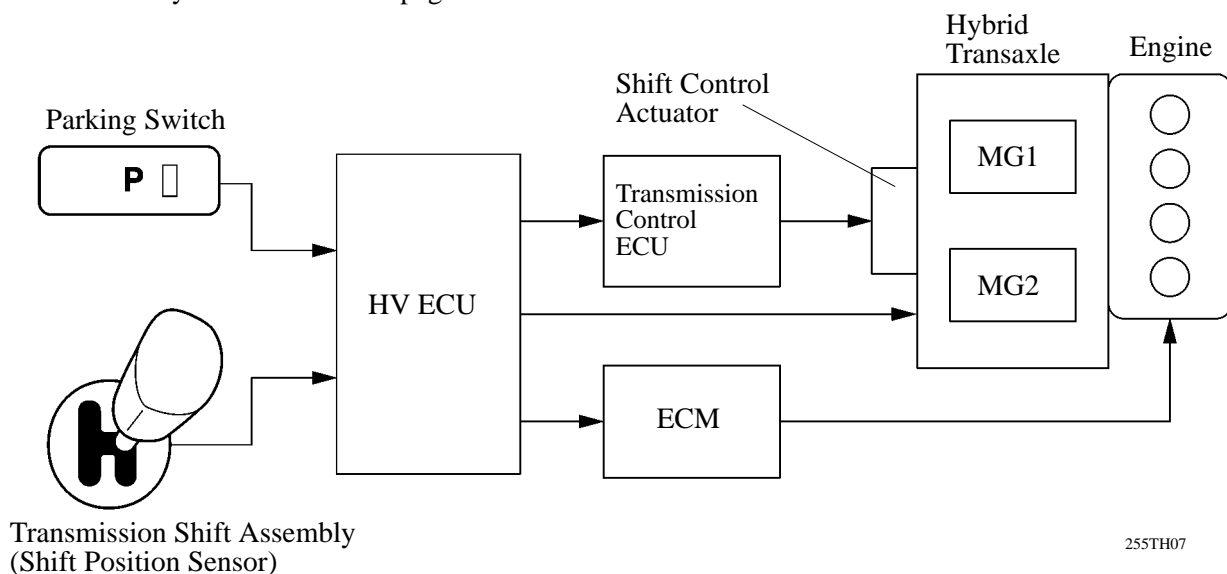 Hybrid
Transaxle
Engine
Shift Control
Actuator
Parking Switch
P
MG1
Transmission
Control
ECU
HV ECU
MG2
ECM
Transmission Shift Assembly
(Shift Position Sensor)
255TH07